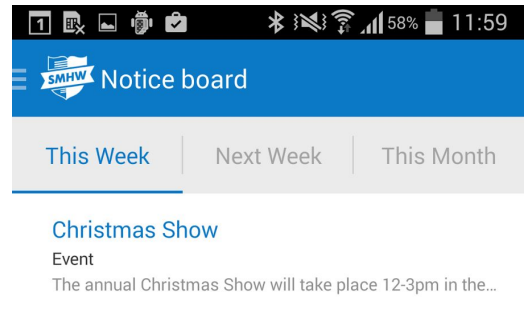 1 58% 11:59
SMHW Notice board
This Week Next Week This Month
Christmas Show
Event
The annual Christmas Show will take place 12-3pm in the...